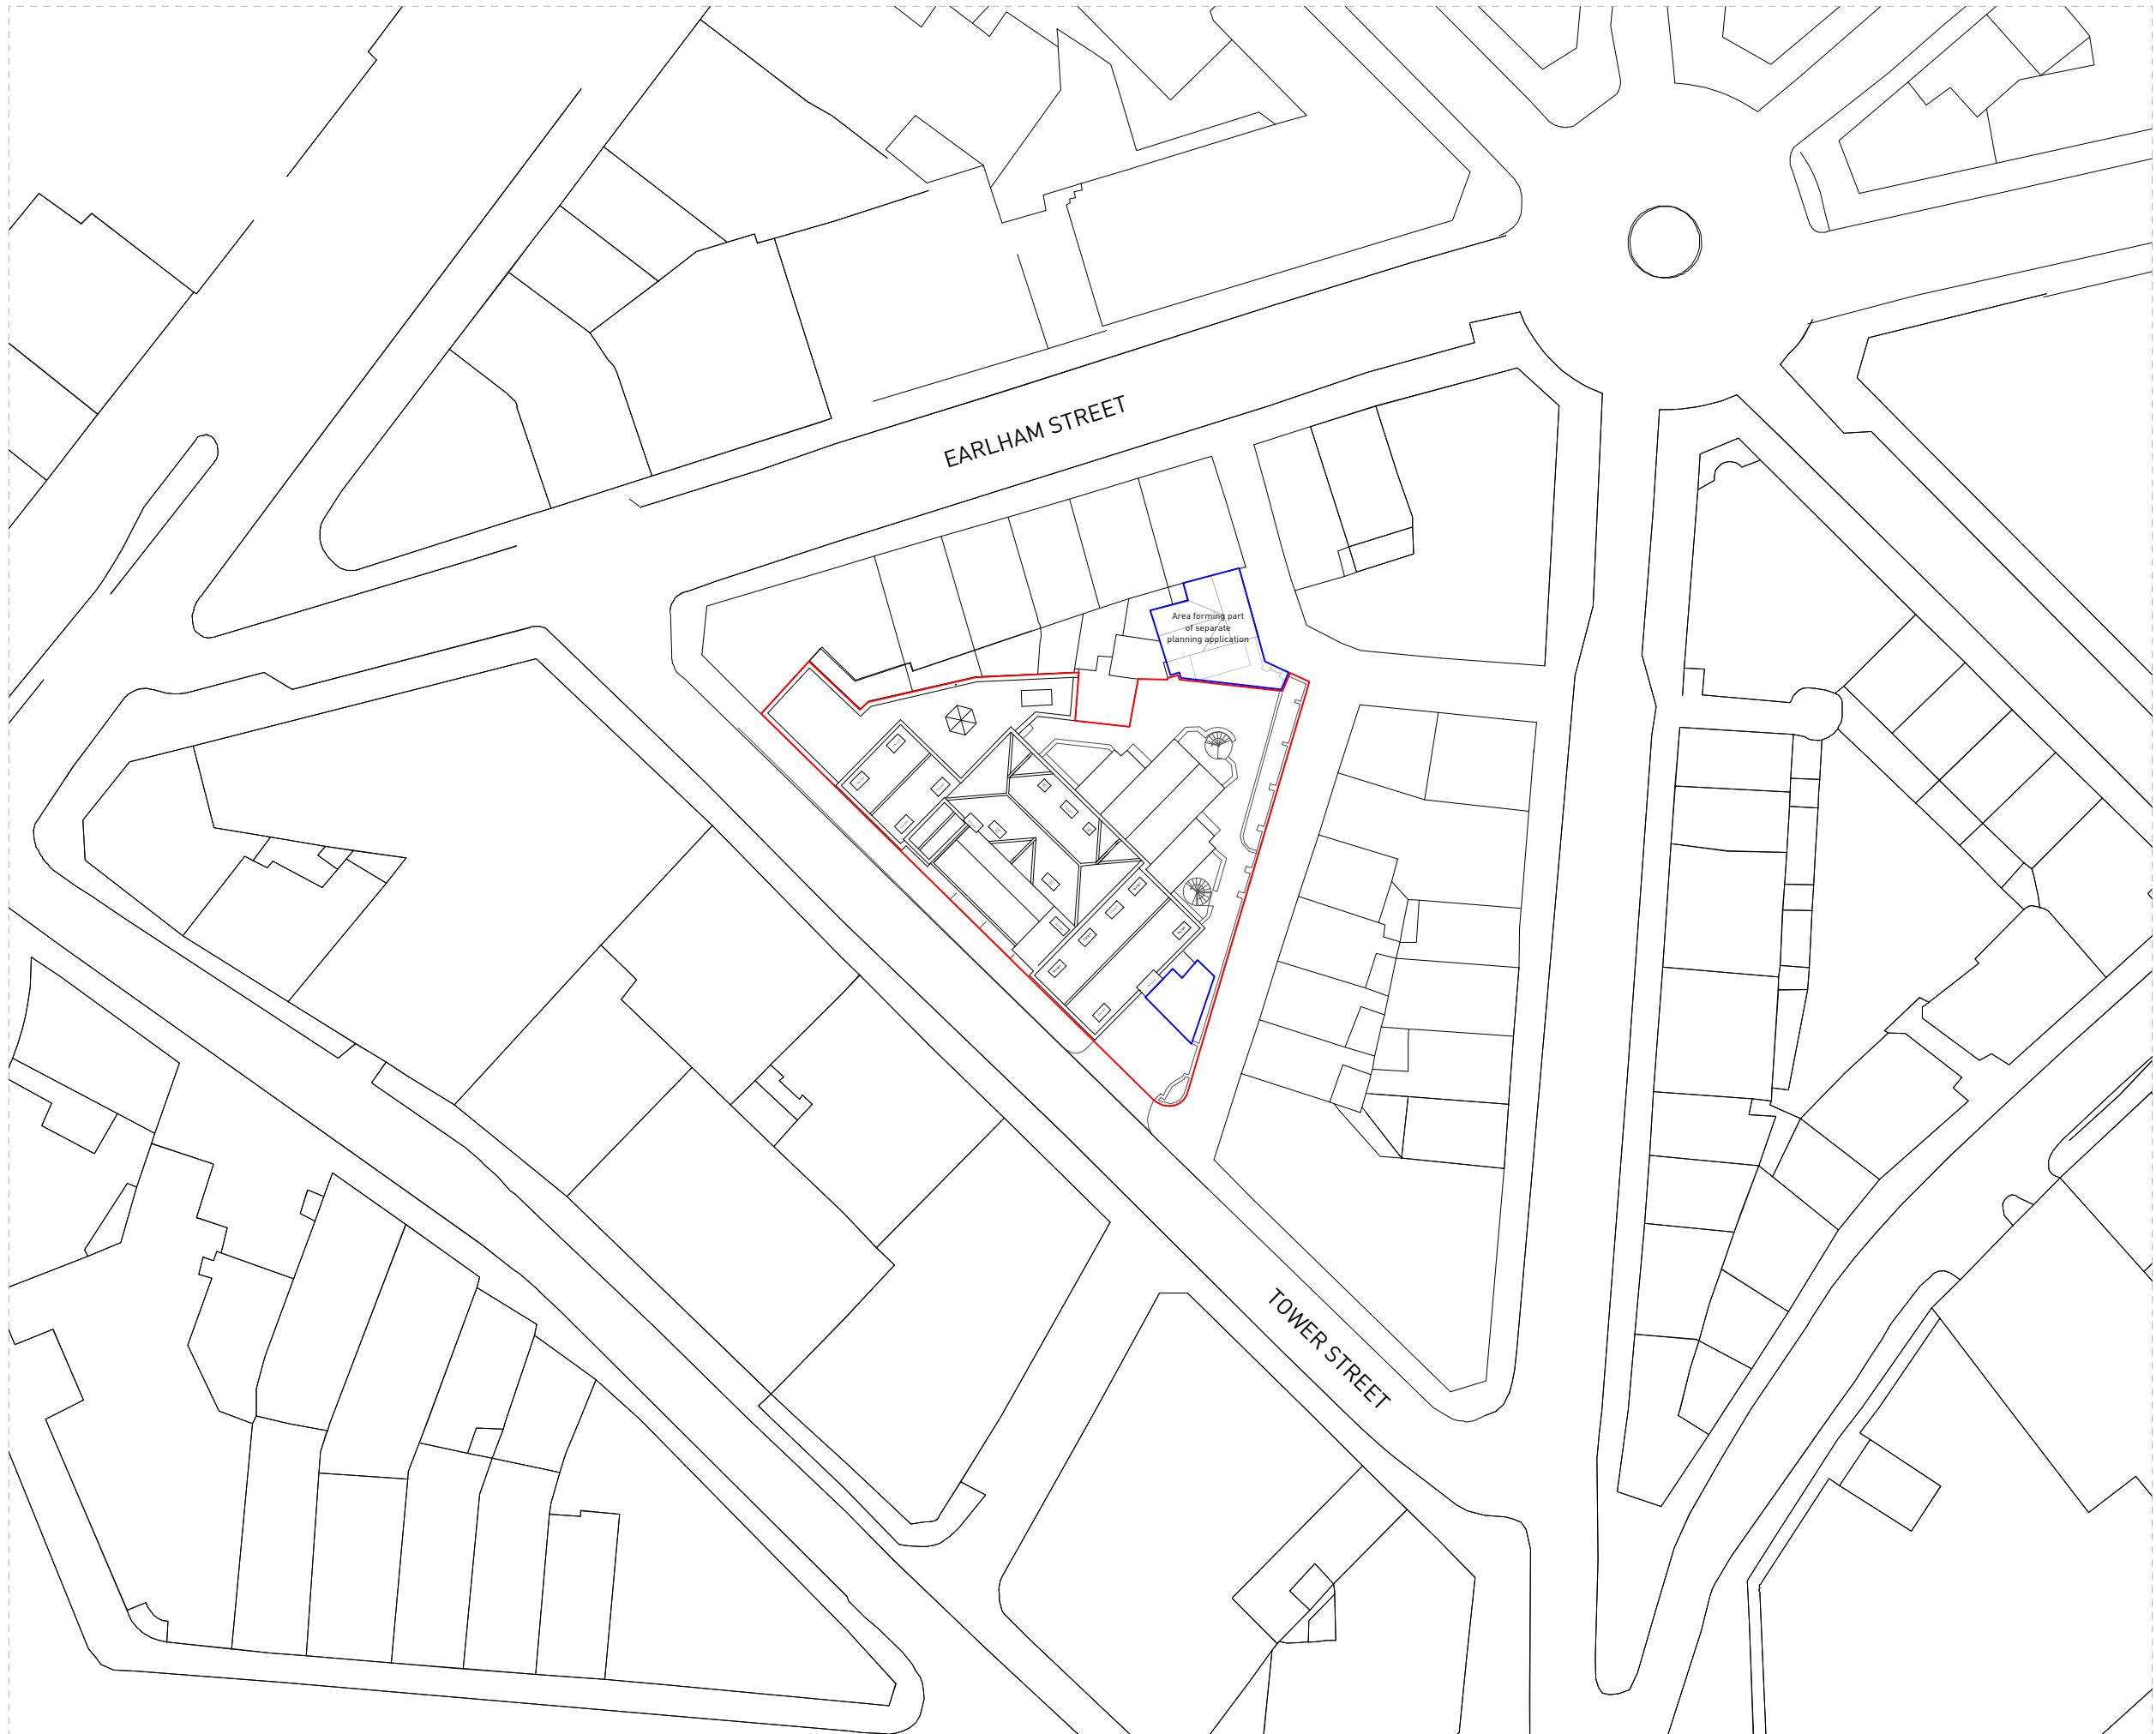 EARLHAM STREET
Area forming part
of separate
planning application
TOWER STREET